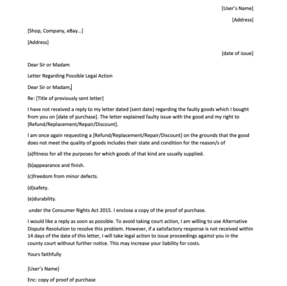 [User's Name]
[Address]
[Shop, Company, eBay...]
[Address]
[date of issue]
Dear Sir or Madam
Letter Regarding Possible Legal Action
Dear Sir or Madam,
Re: [Title of previously sent letter]
I have not received a reply to my letter dated [sent date] regarding the faulty goods which I bought
from you on [date of purchase]. The letter explained faulty issue with the good and my right to
[Refund/Replacement/Repair/Discount].
I am once again requesting a [Refund/Replacement/Repair/Discount] on the grounds that the good
does not meet the quality of goods includes their state and condition for the reason/s of
(a)fitness for all the purposes for which goods of that kind are usually supplied.
(b)appearance and finish.
(c)freedom from minor defects.
(d)safety.
(e)durability.
under the Consumer Rights Act 2015. I enclose a copy of the proof of purchase.
I would like a reply as soon as possible. To avoid taking court action, I am willing to use Alternative
Dispute Resolution to resolve this problem. However, if a satisfactory response is not received within
14 days of the date of this letter, I will take legal action to issue proceedings against you in the
county court without further notice. This may increase your liability for costs.
Yours faithfully
[User's Name]
Enc: copy of proof of purchase